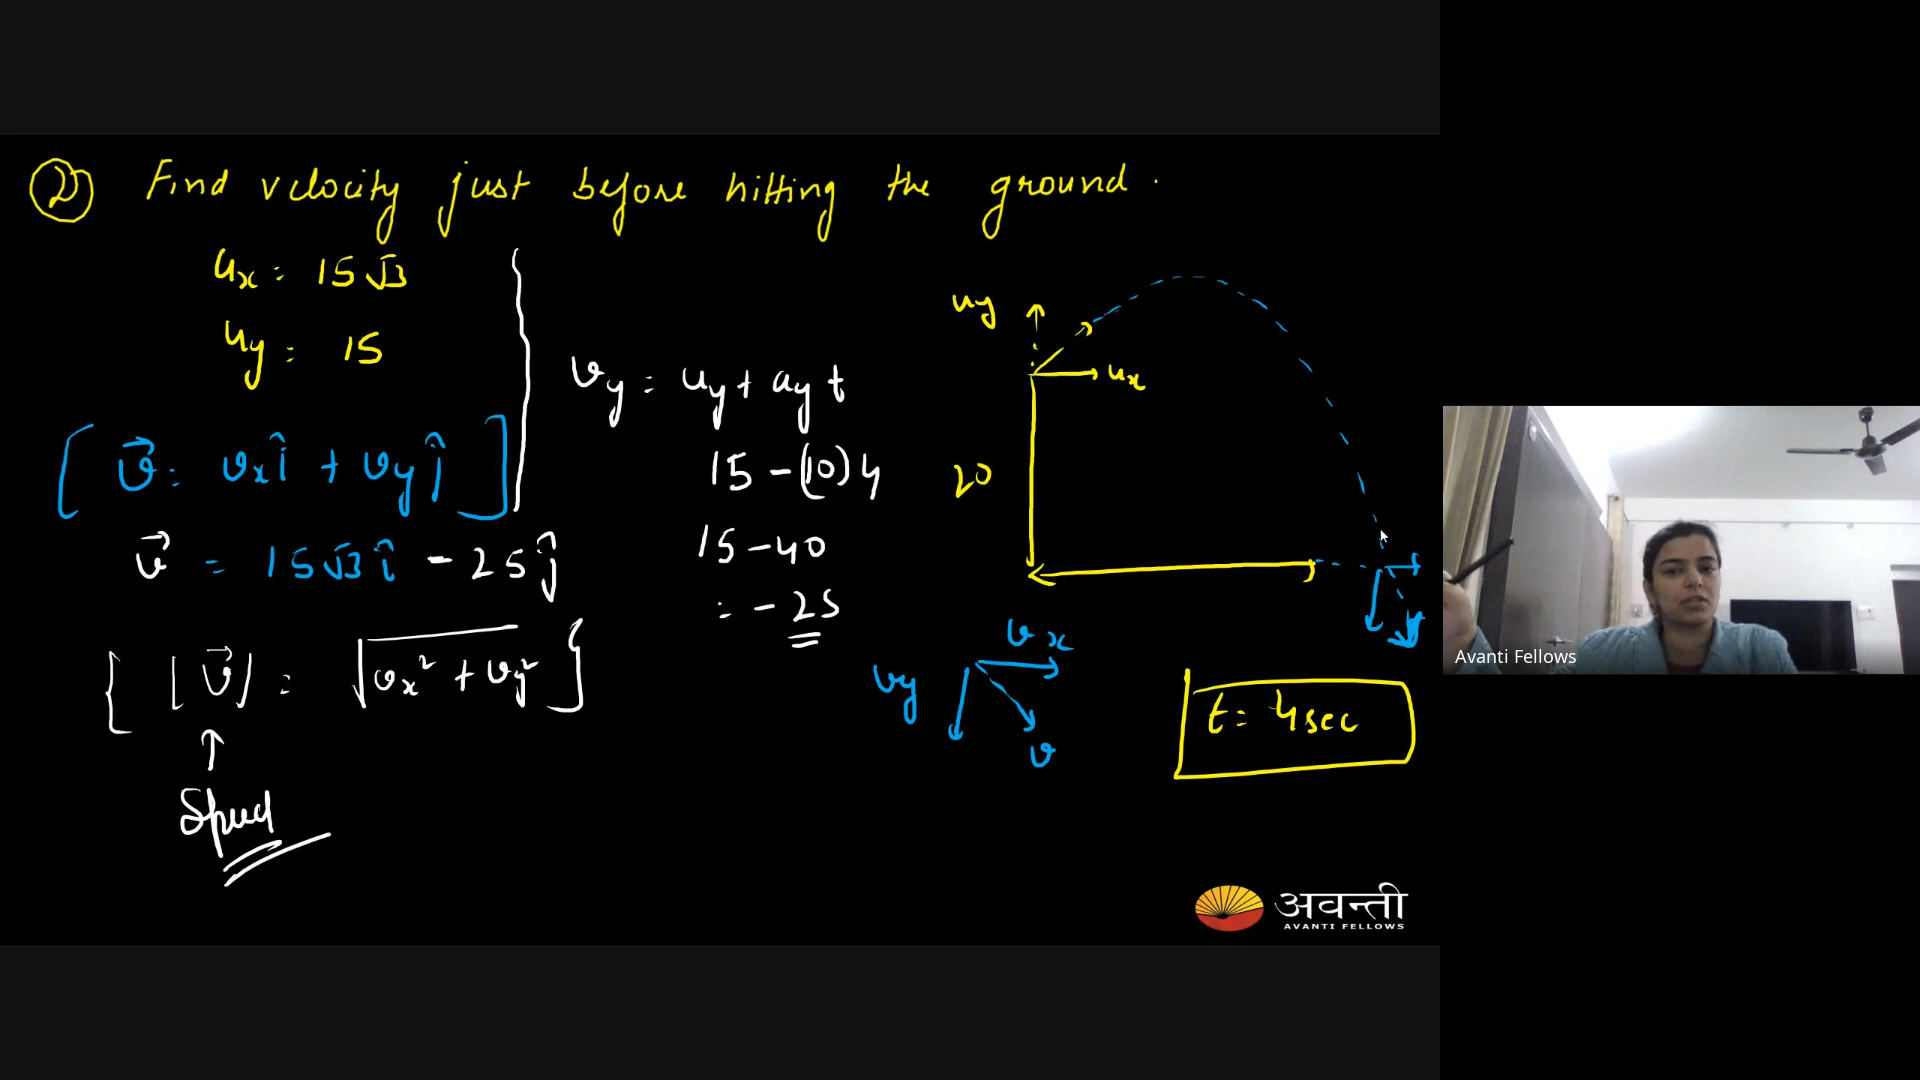 ② Find velocity just before hitting the ground.
ux = 15√3
uy = 15
[ v⃗ = vx î + vy ĵ ]
v⃗ = 15√3 î - 25 ĵ
{ |v⃗| = √(vx² + vy²) }
↑
Speed
vy = uy + ay t
15 - (10) 4
15 - 40
= - 25
uy
ux
20
vx
vy
v
t = 4 sec
Avanti Fellows
अवन्ती
AVANTI FELLOWS